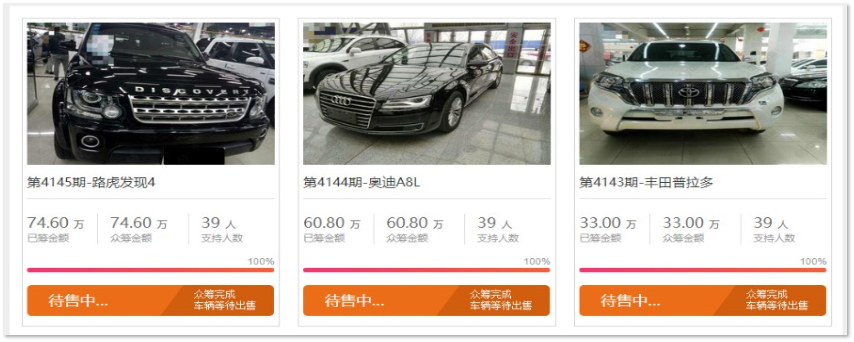 DISCOVERY
安全出口
第4145期-路虎发现4
74.60 万
已筹金额
74.60 万
众筹金额
39 人
支持人数
100%
待售中...
众筹完成
车辆等待出售
第4144期-奥迪A8L
60.80 万
已筹金额
60.80 万
众筹金额
39 人
支持人数
100%
待售中...
众筹完成
车辆等待出售
第4143期-丰田普拉多
33.00 万
已筹金额
33.00 万
众筹金额
39 人
支持人数
100%
待售中...
众筹完成
车辆等待出售